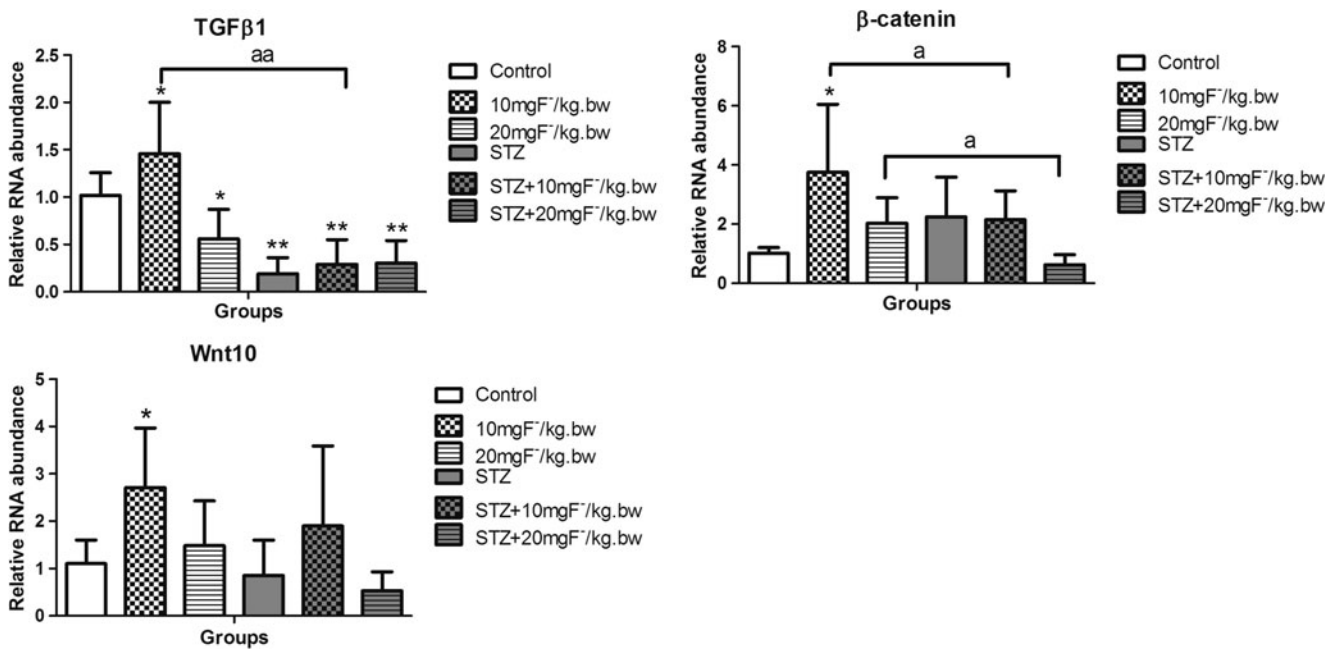 TGFβ1
aa
Relative RNA abundance
2.5
2.0
1.5
1.0
0.5
0.0
*
*
**
**
**
Groups
Control
10mgF⁻/kg.bw
20mgF⁻/kg.bw
STZ
STZ+10mgF⁻/kg.bw
STZ+20mgF⁻/kg.bw
β-catenin
a
a
Relative RNA abundance
8
6
4
2
0
*
Groups
Control
10mgF⁻/kg.bw
20mgF⁻/kg.bw
STZ
STZ+10mgF⁻/kg.bw
STZ+20mgF⁻/kg.bw
Wnt10
Relative RNA abundance
5
4
3
2
1
0
*
Groups
Control
10mgF⁻/kg.bw
20mgF⁻/kg.bw
STZ
STZ+10mgF⁻/kg.bw
STZ+20mgF⁻/kg.bw